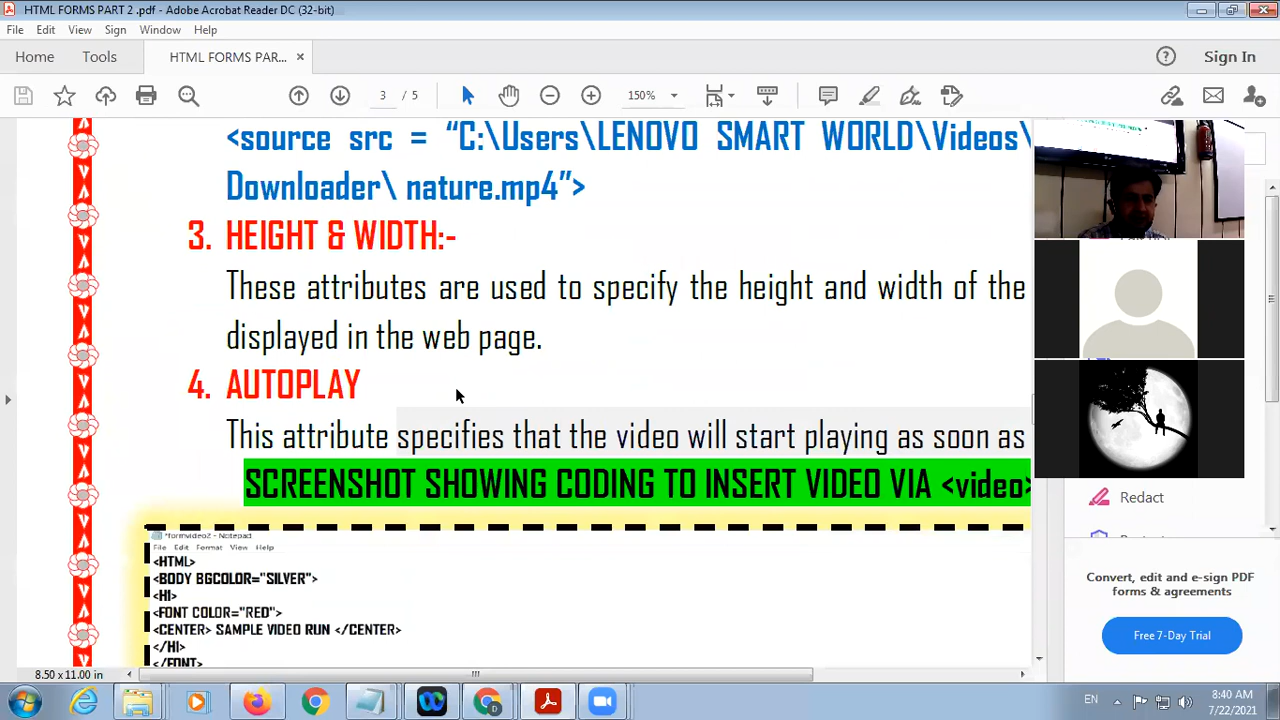 HTML FORMS PART 2 .pdf - Adobe Acrobat Reader DC (32-bit)
File Edit View Sign Window Help
Home Tools HTML FORMS PAR... × Sign In
3 / 5 150%
<source src = “C:\Users\LENOVO SMART WORLD\Videos\
Downloader\ nature.mp4”>
3. HEIGHT & WIDTH:-
These attributes are used to specify the height and width of the
displayed in the web page.
4. AUTOPLAY
This attribute specifies that the video will start playing as soon as
SCREENSHOT SHOWING CODING TO INSERT VIDEO VIA <video>
*formvideo2 - Notepad
File Edit Format View Help
<HTML>
<BODY BGCOLOR="SILVER">
<H1>
<FONT COLOR="RED">
<CENTER> SAMPLE VIDEO RUN </CENTER>
</H1>
</FONT>
Redact
Convert, edit and e-sign PDF
forms & agreements
Free 7-Day Trial
8.50 x 11.00 in
EN 8:40 AM
7/22/2021